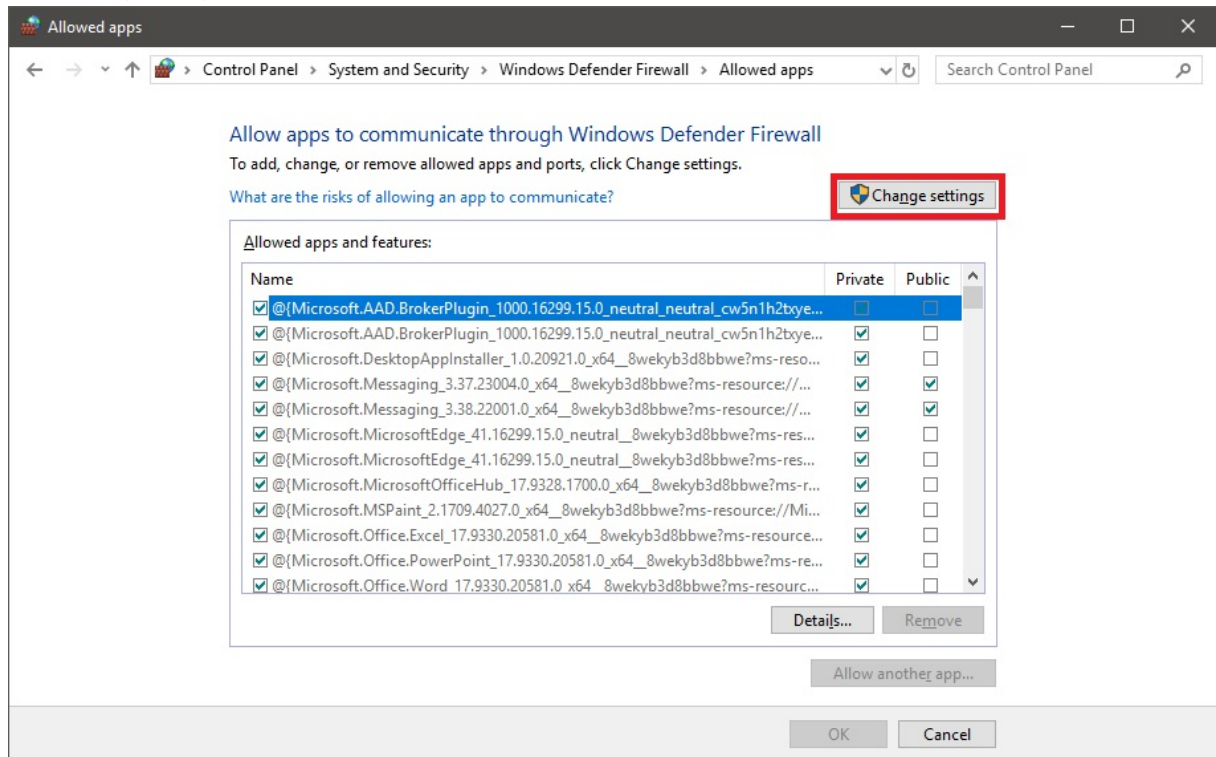 Allowed apps
Control Panel > System and Security > Windows Defender Firewall > Allowed apps
Search Control Panel
Allow apps to communicate through Windows Defender Firewall
To add, change, or remove allowed apps and ports, click Change settings.
What are the risks of allowing an app to communicate?
Change settings
Allowed apps and features:
Name Private Public
@{Microsoft.AAD.BrokerPlugin_1000.16299.15.0_neutral_neutral_cw5n1h2txye...
@{Microsoft.AAD.BrokerPlugin_1000.16299.15.0_neutral_neutral_cw5n1h2txye...
@{Microsoft.DesktopAppInstaller_1.0.20921.0_x64__8wekyb3d8bbwe?ms-reso...
@{Microsoft.Messaging_3.37.23004.0_x64__8wekyb3d8bbwe?ms-resource://...
@{Microsoft.Messaging_3.38.22001.0_x64__8wekyb3d8bbwe?ms-resource://...
@{Microsoft.MicrosoftEdge_41.16299.15.0_neutral__8wekyb3d8bbwe?ms-res...
@{Microsoft.MicrosoftEdge_41.16299.15.0_neutral__8wekyb3d8bbwe?ms-res...
@{Microsoft.MicrosoftOfficeHub_17.9328.1700.0_x64__8wekyb3d8bbwe?ms-r...
@{Microsoft.MSPaint_2.1709.4027.0_x64__8wekyb3d8bbwe?ms-resource://Mi...
@{Microsoft.Office.Excel_17.9330.20581.0_x64__8wekyb3d8bbwe?ms-resource...
@{Microsoft.Office.PowerPoint_17.9330.20581.0_x64__8wekyb3d8bbwe?ms-re...
@{Microsoft.Office.Word_17.9330.20581.0_x64__8wekyb3d8bbwe?ms-resourc...
Details... Remove
Allow another app...
OK Cancel